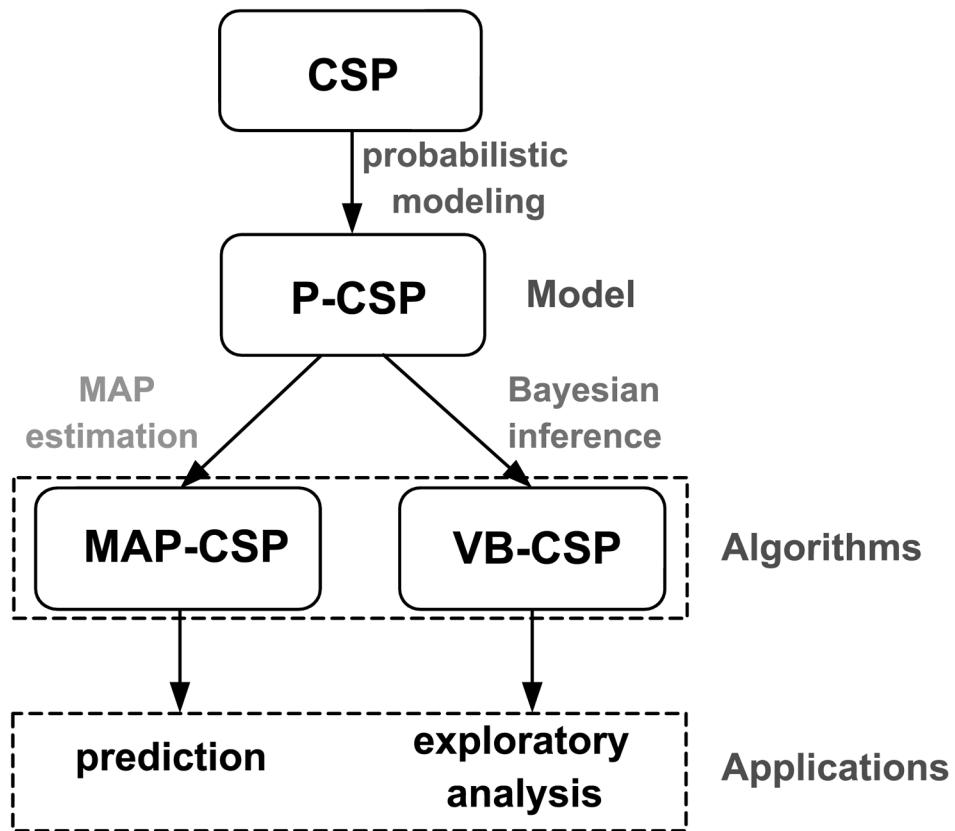 CSP
probabilistic
modeling
P-CSP
Model
MAP
estimation
Bayesian
inference
MAP-CSP
VB-CSP
Algorithms
prediction
exploratory
analysis
Applications